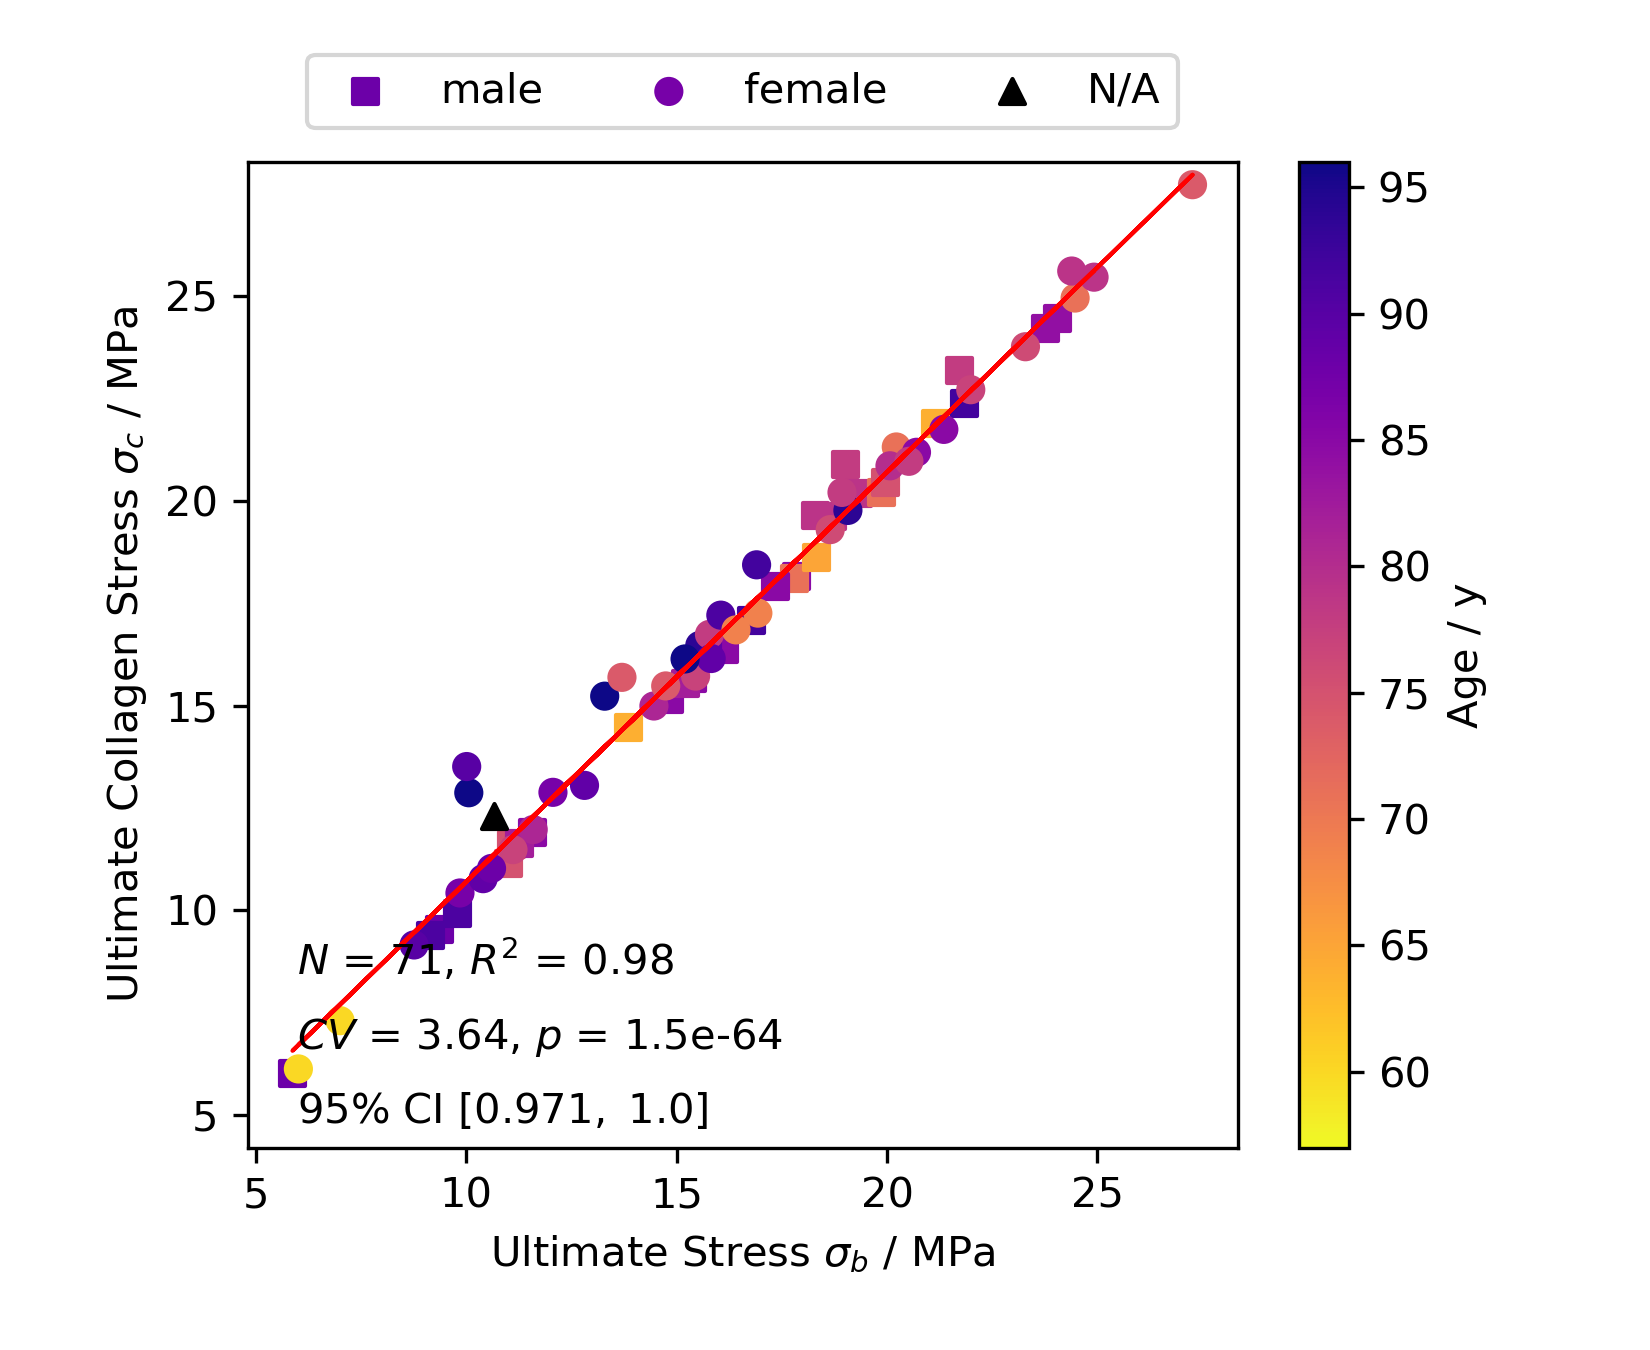 male female N/A
Ultimate Collagen Stress σ_c / MPa
25
20
15
10
5
N = 71, R² = 0.98
CV = 3.64, p = 1.5e-64
95% CI [0.971, 1.0]
5 10 15 20 25
Ultimate Stress σ_b / MPa
95
90
85
80
75
70
65
60
Age / y